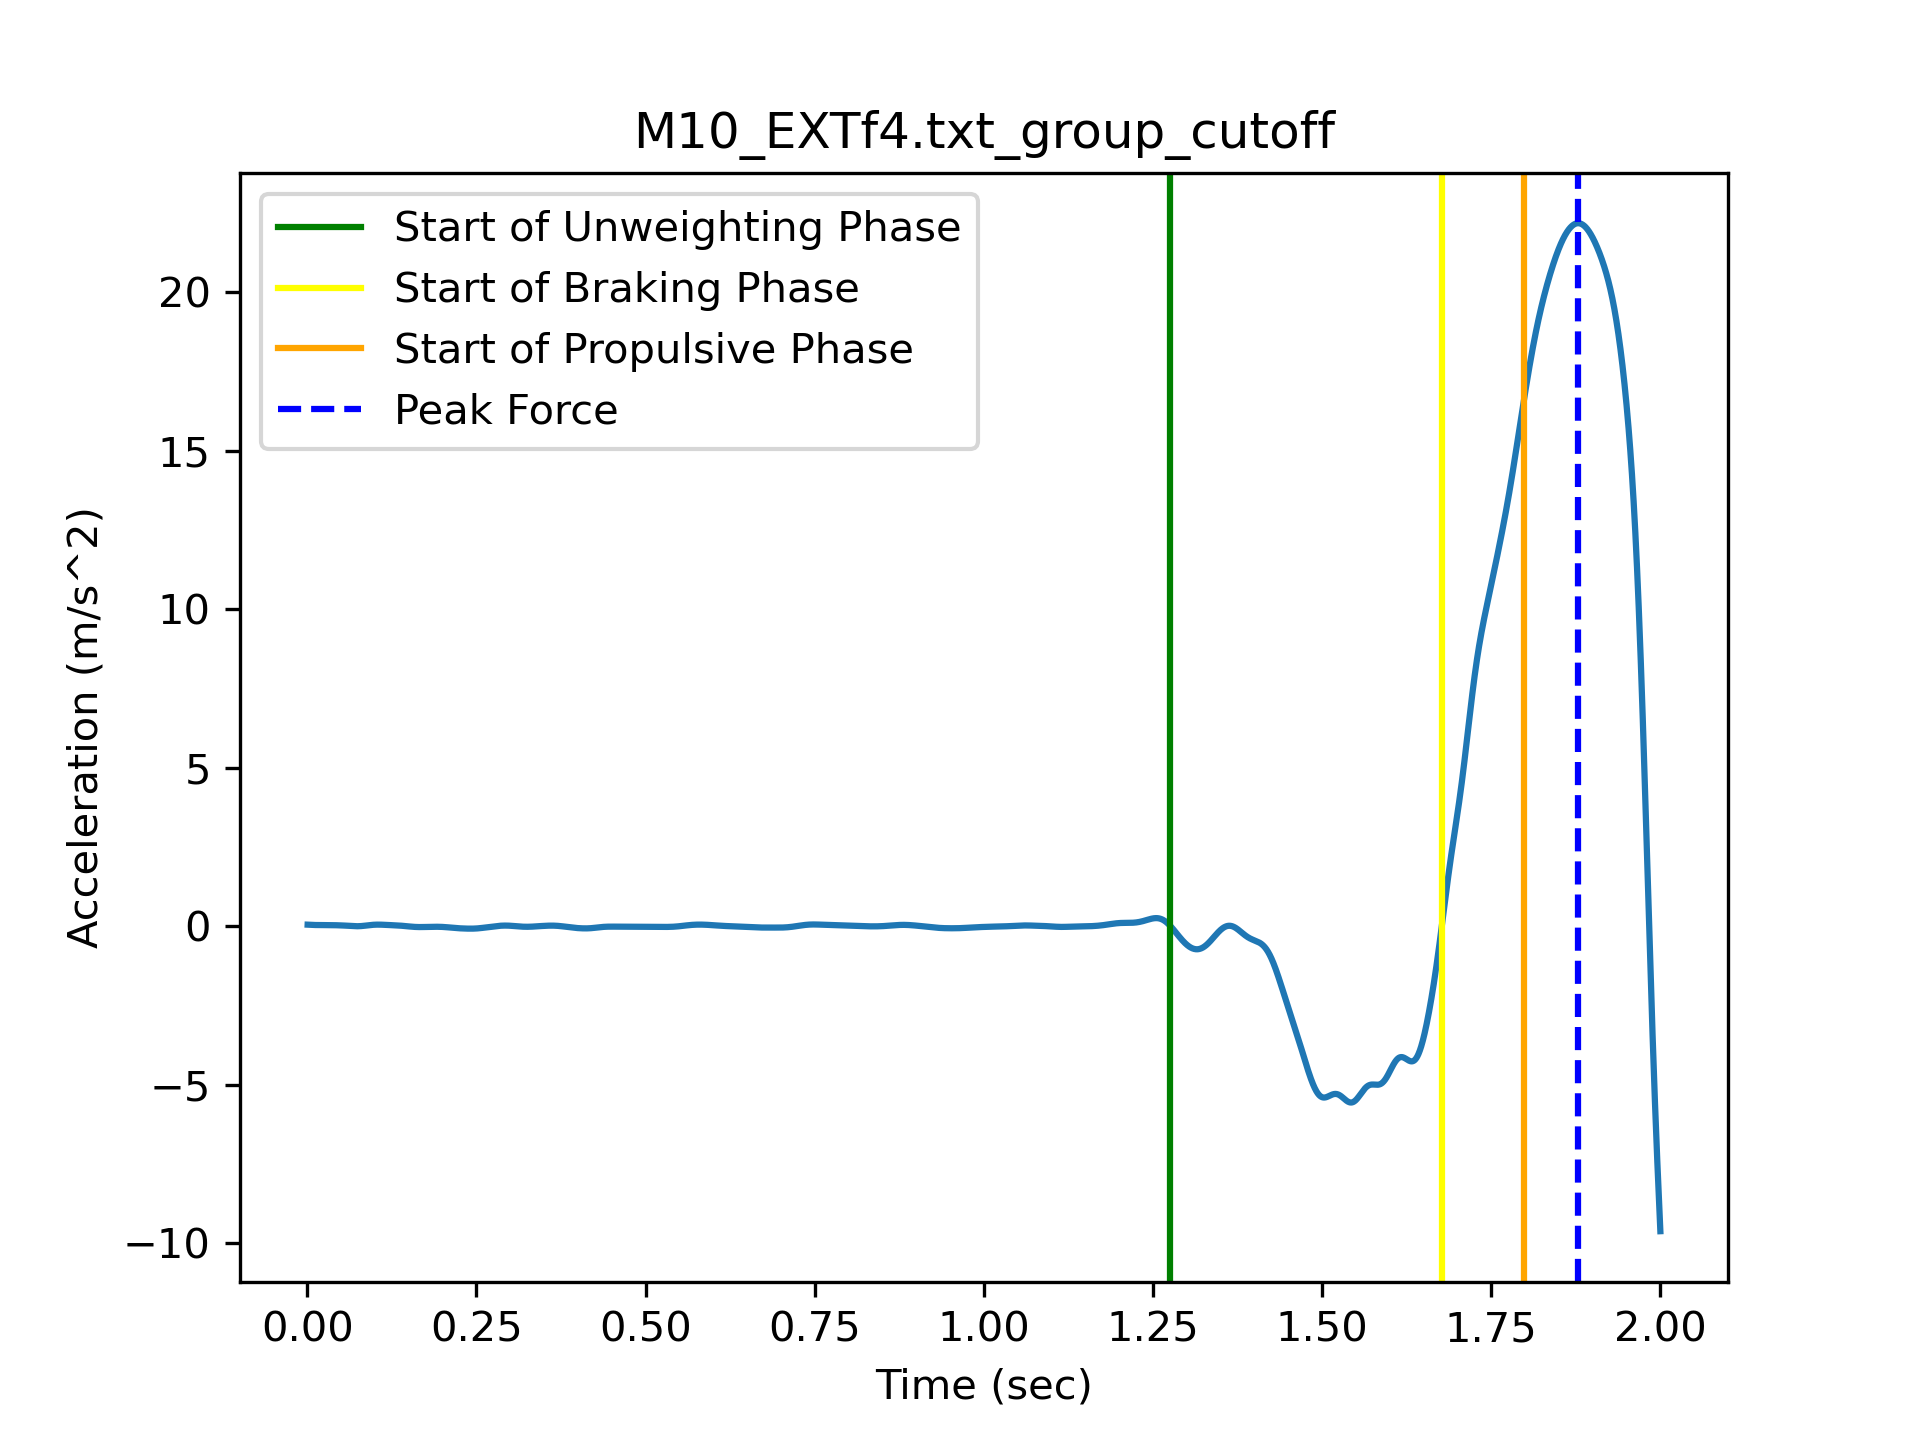 M10_EXTf4.txt_group_cutoff
Start of Unweighting Phase
Start of Braking Phase
Start of Propulsive Phase
Peak Force
Acceleration (m/s^2)
20
15
10
5
0
−5
−10
0.00 0.25 0.50 0.75 1.00 1.25 1.50 1.75 2.00
Time (sec)